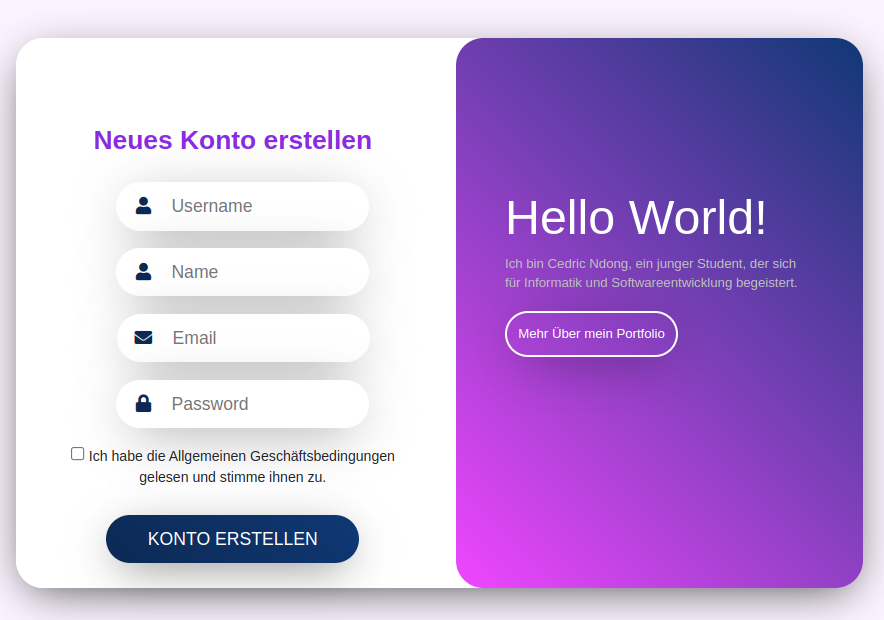 Neues Konto erstellen
Username
Name
Email
Password
Ich habe die Allgemeinen Geschäftsbedingungen
gelesen und stimme ihnen zu.
KONTO ERSTELLEN
Hello World!
Ich bin Cedric Ndong, ein junger Student, der sich
für Informatik und Softwareentwicklung begeistert.
Mehr Über mein Portfolio